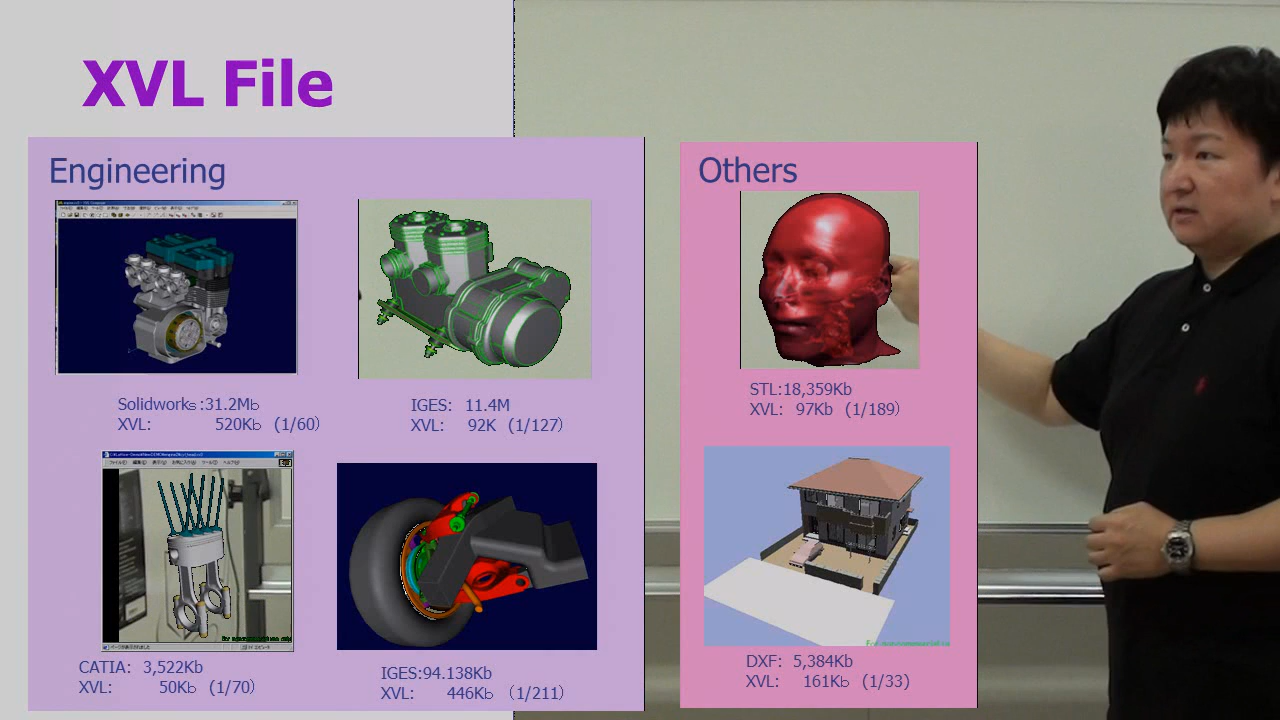 XVL File
Engineering
Solidworks :31.2Mb
XVL: 520Kb (1/60)
IGES: 11.4M
XVL: 92K (1/127)
CATIA: 3,522Kb
XVL: 50Kb (1/70)
IGES:94.138Kb
XVL: 446Kb (1/211)
Others
STL:18,359Kb
XVL: 97Kb (1/189)
DXF: 5,384Kb
XVL: 161Kb (1/33)